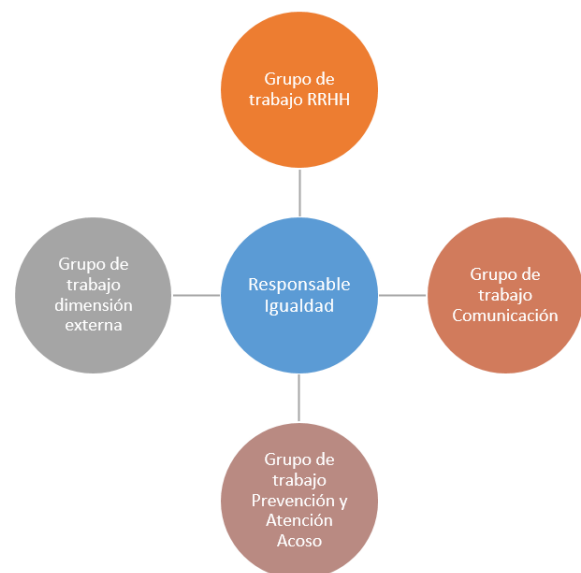 Grupo de
trabajo RRHH
Grupo de
trabajo
dimensión
externa
Responsable
Igualdad
Grupo de
trabajo
Comunicación
Grupo de
trabajo
Prevención y
Atención
Acoso